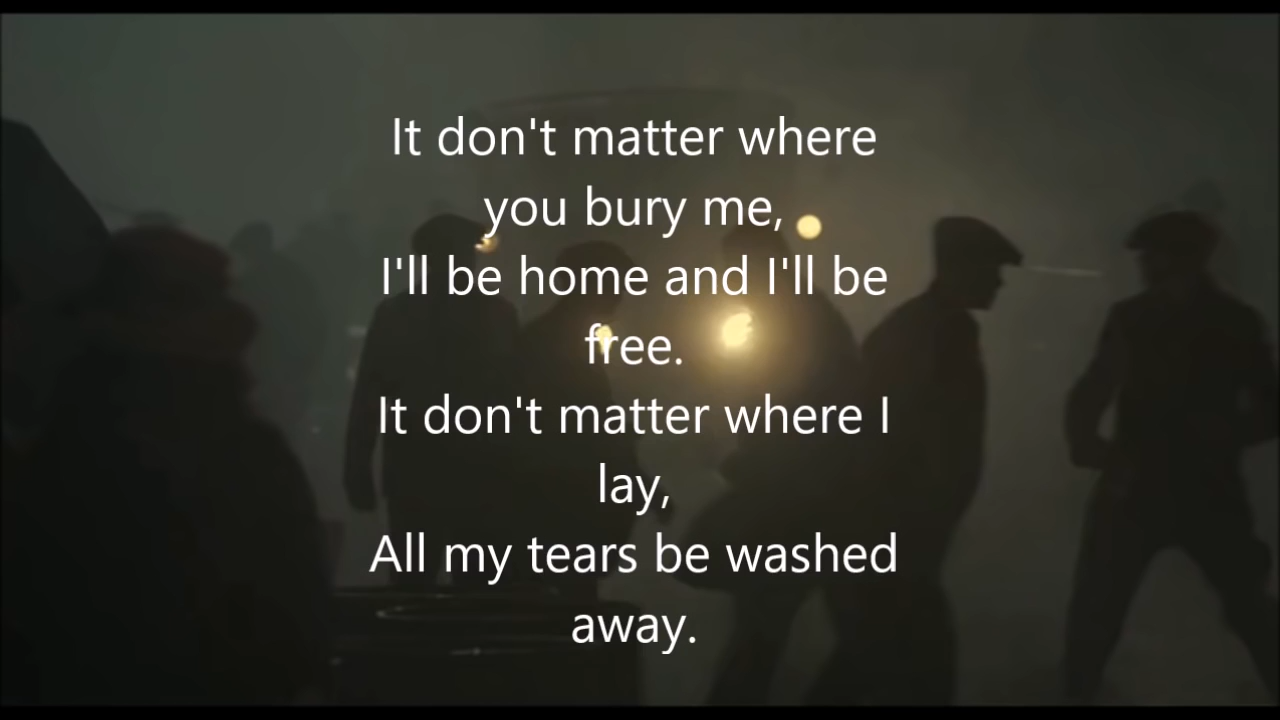 It don't matter where
you bury me,
I'll be home and I'll be
free.
It don't matter where I
lay,
All my tears be washed
away.